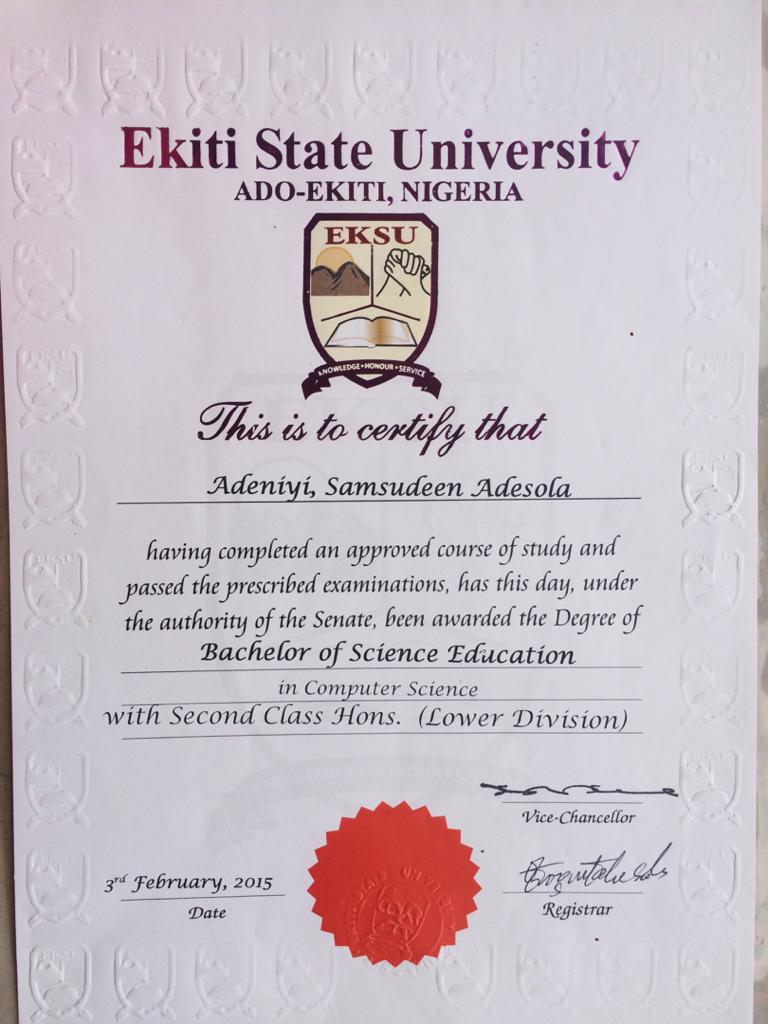 Ekiti State University
ADO-EKITI, NIGERIA
EKSU
KNOWLEDGE•HONOUR•SERVICE
This is to certify that
Adeniyi, Samsudeen Adesola
having completed an approved course of study and
passed the prescribed examinations, has this day, under
the authority of the Senate, been awarded the Degree of
Bachelor of Science Education
in Computer Science
with Second Class Hons. (Lower Division)
Vice-Chancellor
3rd February, 2015
Date
Registrar